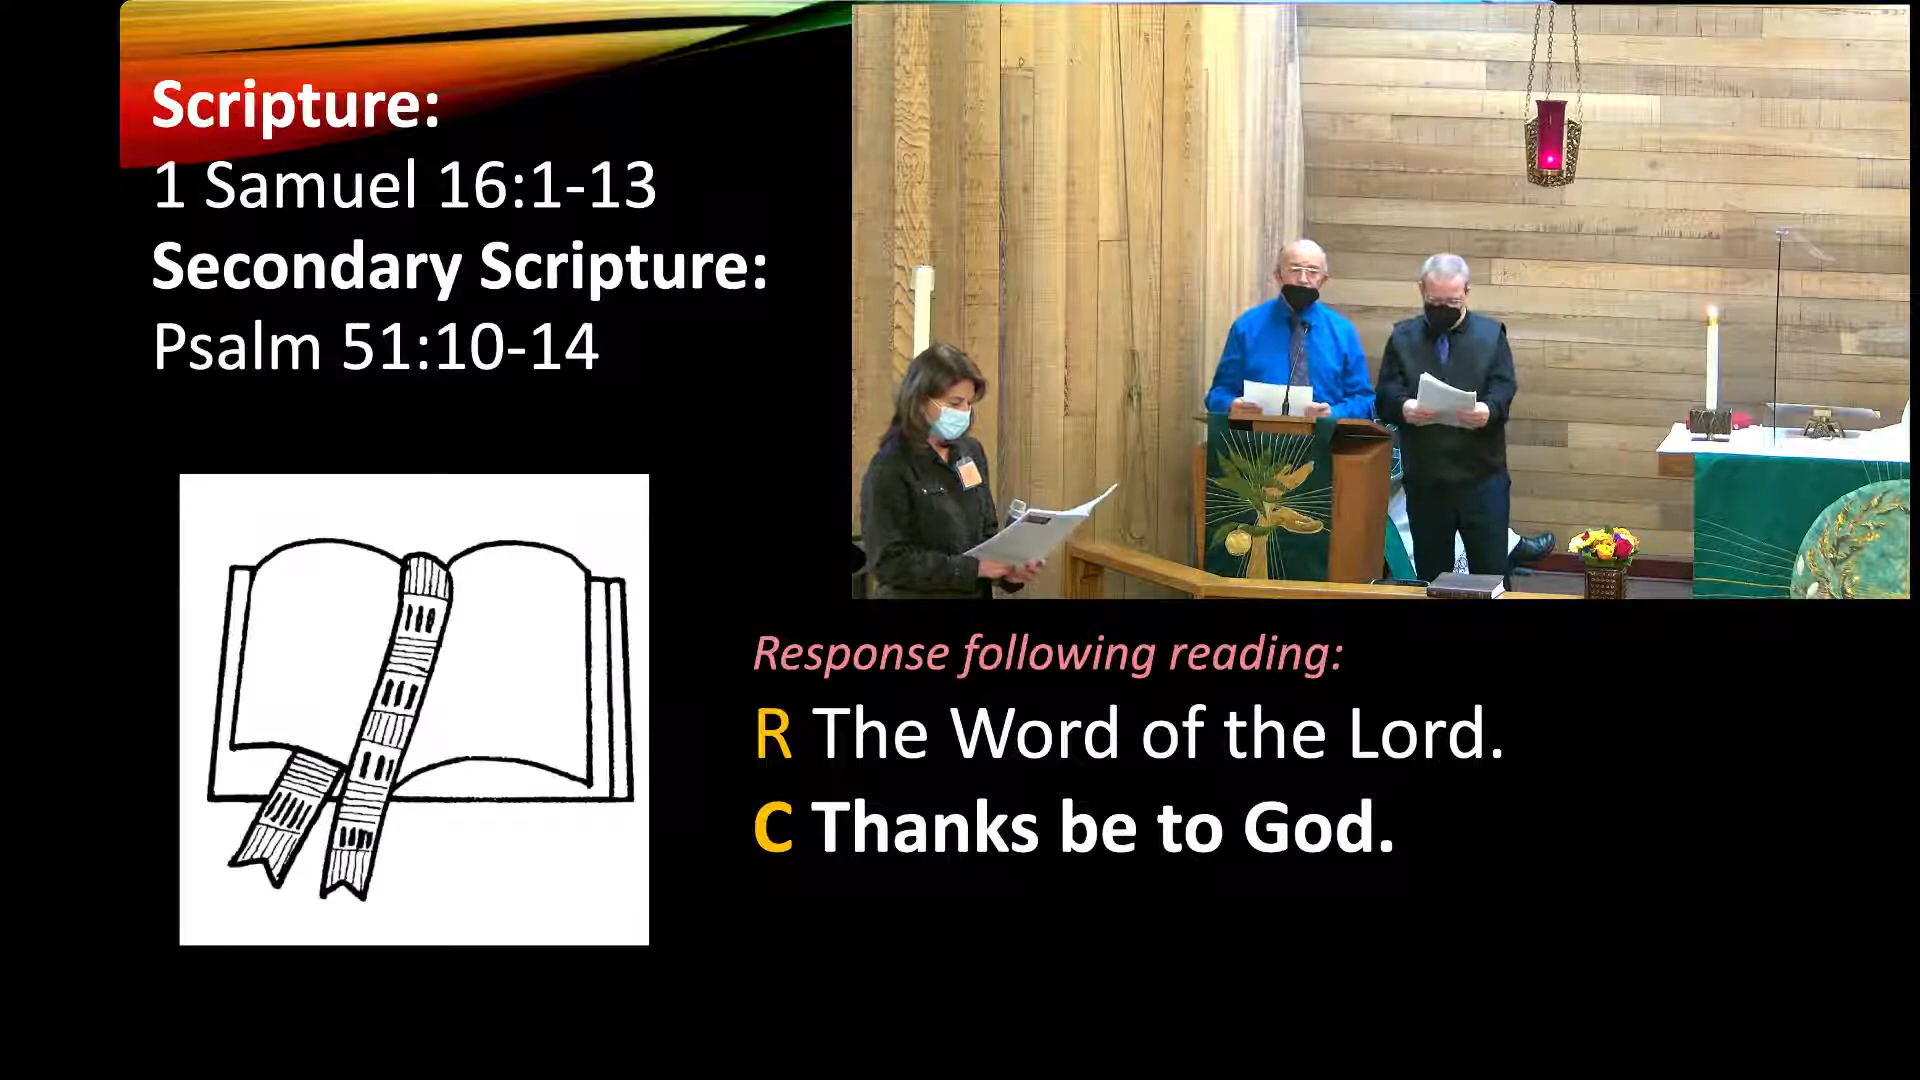 Scripture:
1 Samuel 16:1-13
Secondary Scripture:
Psalm 51:10-14
Response following reading:
R The Word of the Lord.
C Thanks be to God.